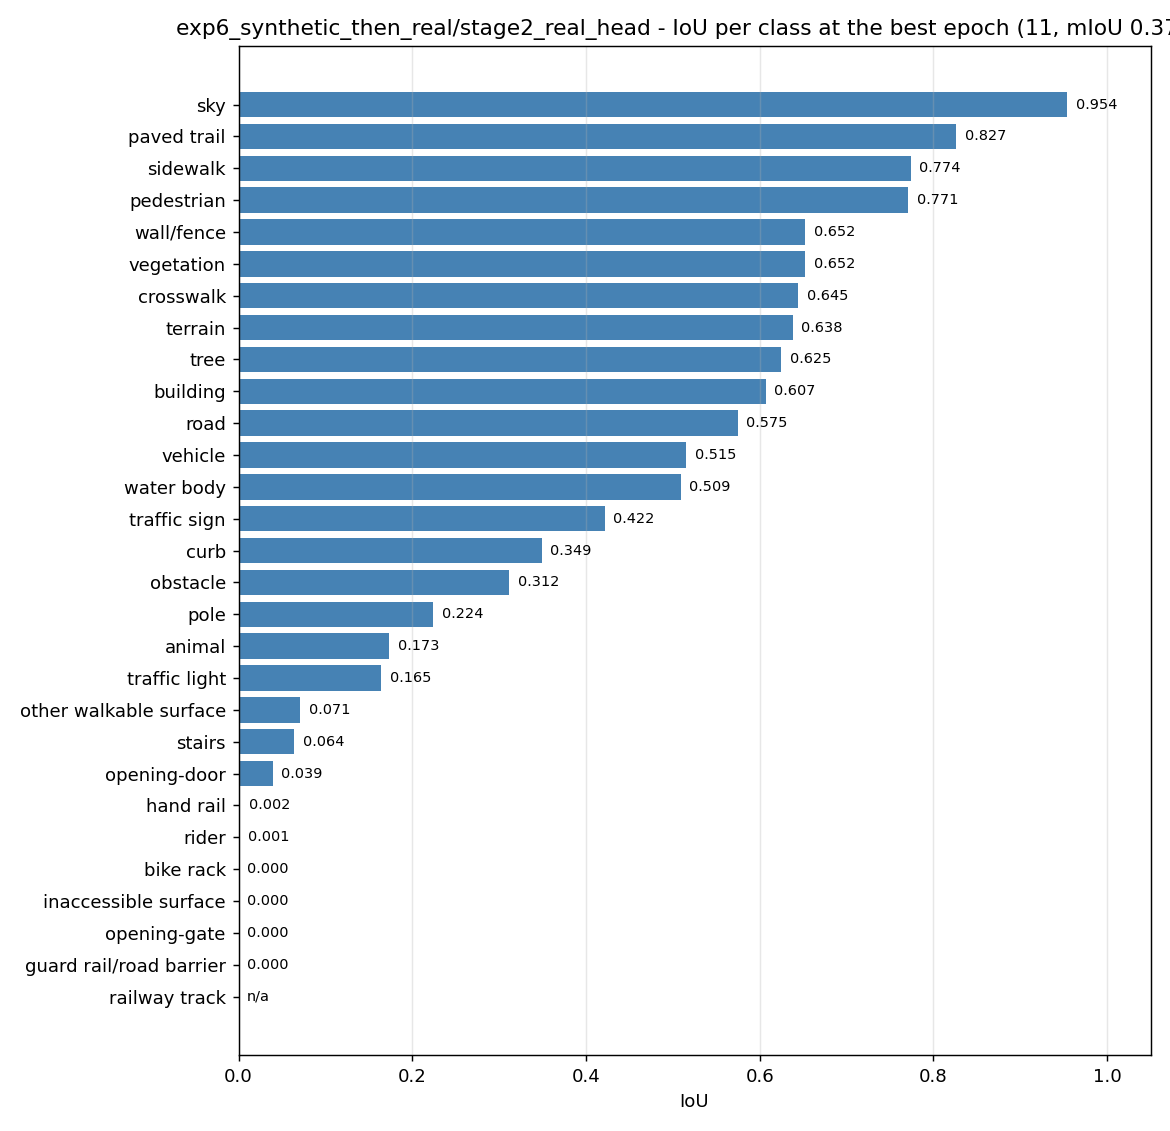 exp6_synthetic_then_real/stage2_real_head - IoU per class at the best epoch (11, mIoU 0.37
sky 0.954
paved trail 0.827
sidewalk 0.774
pedestrian 0.771
wall/fence 0.652
vegetation 0.652
crosswalk 0.645
terrain 0.638
tree 0.625
building 0.607
road 0.575
vehicle 0.515
water body 0.509
traffic sign 0.422
curb 0.349
obstacle 0.312
pole 0.224
animal 0.173
traffic light 0.165
other walkable surface 0.071
stairs 0.064
opening-door 0.039
hand rail 0.002
rider 0.001
bike rack 0.000
inaccessible surface 0.000
opening-gate 0.000
guard rail/road barrier 0.000
railway track n/a
0.0 0.2 0.4 0.6 0.8 1.0
IoU